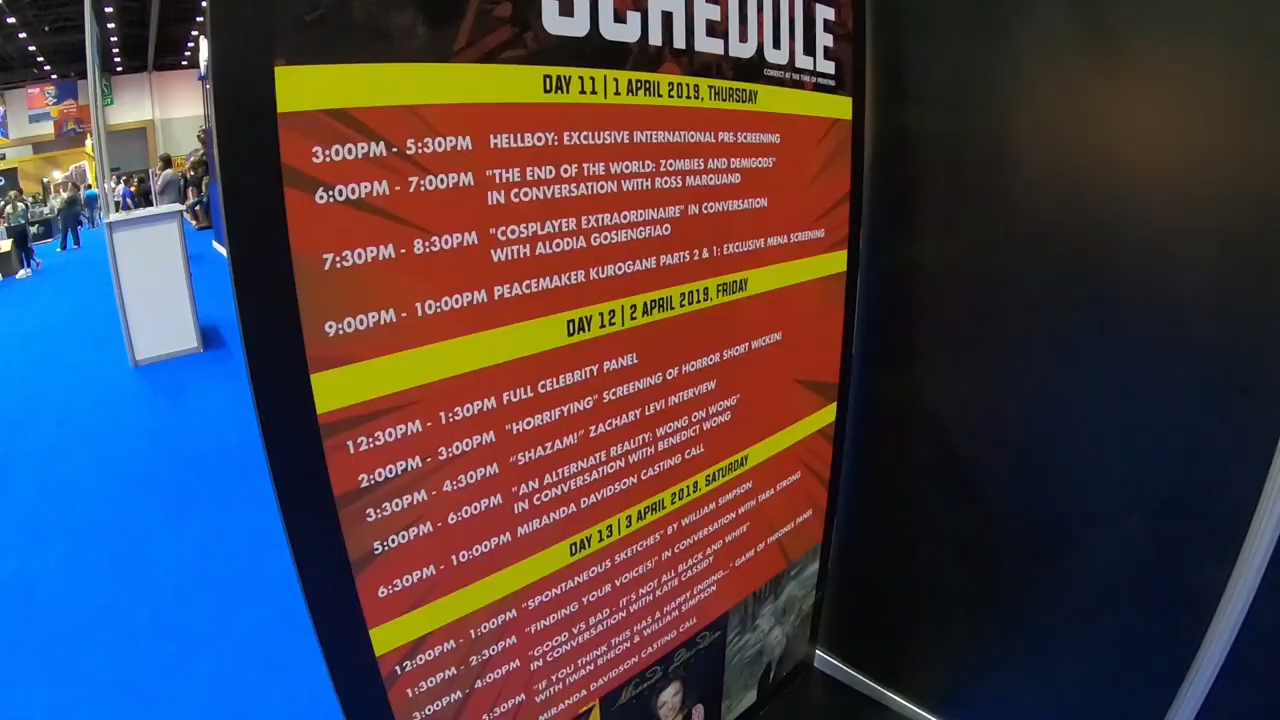 SCHEDULE
CORRECT AT THE TIME OF PRINTING
DAY 11 | 1 APRIL 2019, THURSDAY
3:00PM - 5:30PM HELLBOY: EXCLUSIVE INTERNATIONAL PRE-SCREENING
6:00PM - 7:00PM "THE END OF THE WORLD: ZOMBIES AND DEMIGODS"
IN CONVERSATION WITH ROSS MARQUAND
7:30PM - 8:30PM "COSPLAYER EXTRAORDINAIRE" IN CONVERSATION
WITH ALODIA GOSIENGFIAO
9:00PM - 10:00PM PEACEMAKER KUROGANE PARTS 2 & 1: EXCLUSIVE MENA SCREENING
DAY 12 | 2 APRIL 2019, FRIDAY
12:30PM - 1:30PM FULL CELEBRITY PANEL
2:00PM - 3:00PM "HORRIFYING" SCREENING OF HORROR SHORT WICKEN!
3:30PM - 4:30PM "SHAZAM!" ZACHARY LEVI INTERVIEW
5:00PM - 6:00PM "AN ALTERNATE REALITY: WONG ON WONG"
IN CONVERSATION WITH BENEDICT WONG
6:30PM - 10:00PM MIRANDA DAVIDSON CASTING CALL
DAY 13 | 3 APRIL 2019, SATURDAY
12:00PM - 1:00PM "SPONTANEOUS SKETCHES" BY WILLIAM SIMPSON
1:30PM - 2:30PM "FINDING YOUR VOICE(S)" IN CONVERSATION WITH TARA STRONG
3:00PM - 4:00PM "GOOD VS BAD - IT'S NOT ALL BLACK AND WHITE"
IN CONVERSATION WITH KATIE CASSIDY
5:30PM "IF YOU THINK THIS HAS A HAPPY ENDING... - GAME OF THRONES PANEL
WITH IWAN RHEON & WILLIAM SIMPSON
MIRANDA DAVIDSON CASTING CALL
Miranda Davidson